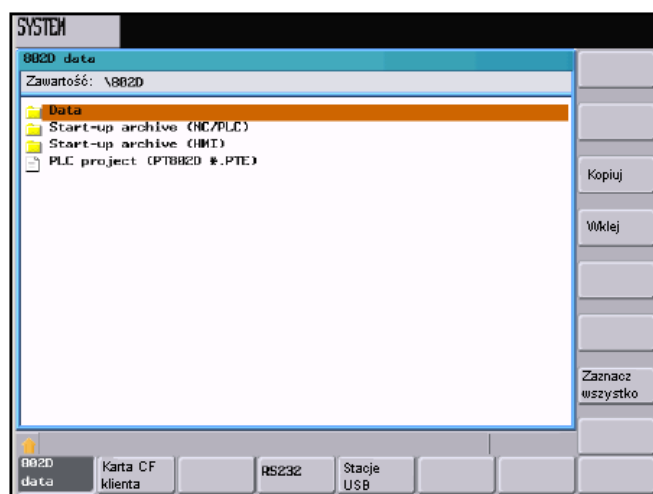 SYSTEM
802D data
Zawartość: \802D
Data
Start-up archive (NC/PLC)
Start-up archive (HMI)
PLC project (PT802D *.PTE)
Kopiuj
Wklej
Zaznacz
wszystko
802D
data
Karta CF
klienta
RS232
Stacje
USB